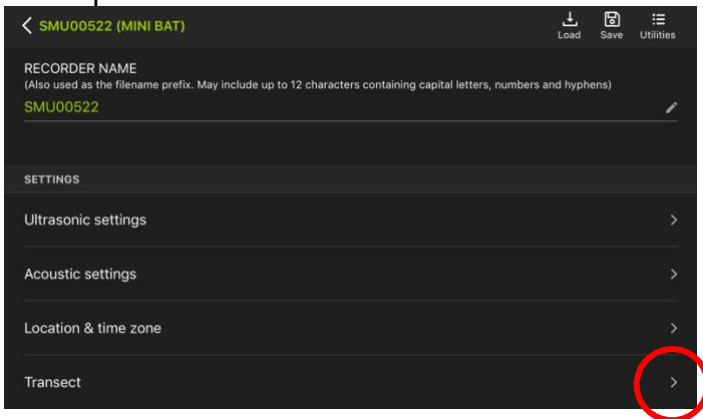 SMU00522 (MINI BAT)
Load Save Utilities
RECORDER NAME
(Also used as the filename prefix. May include up to 12 characters containing capital letters, numbers and hyphens)
SMU00522
SETTINGS
Ultrasonic settings
Acoustic settings
Location & time zone
Transect